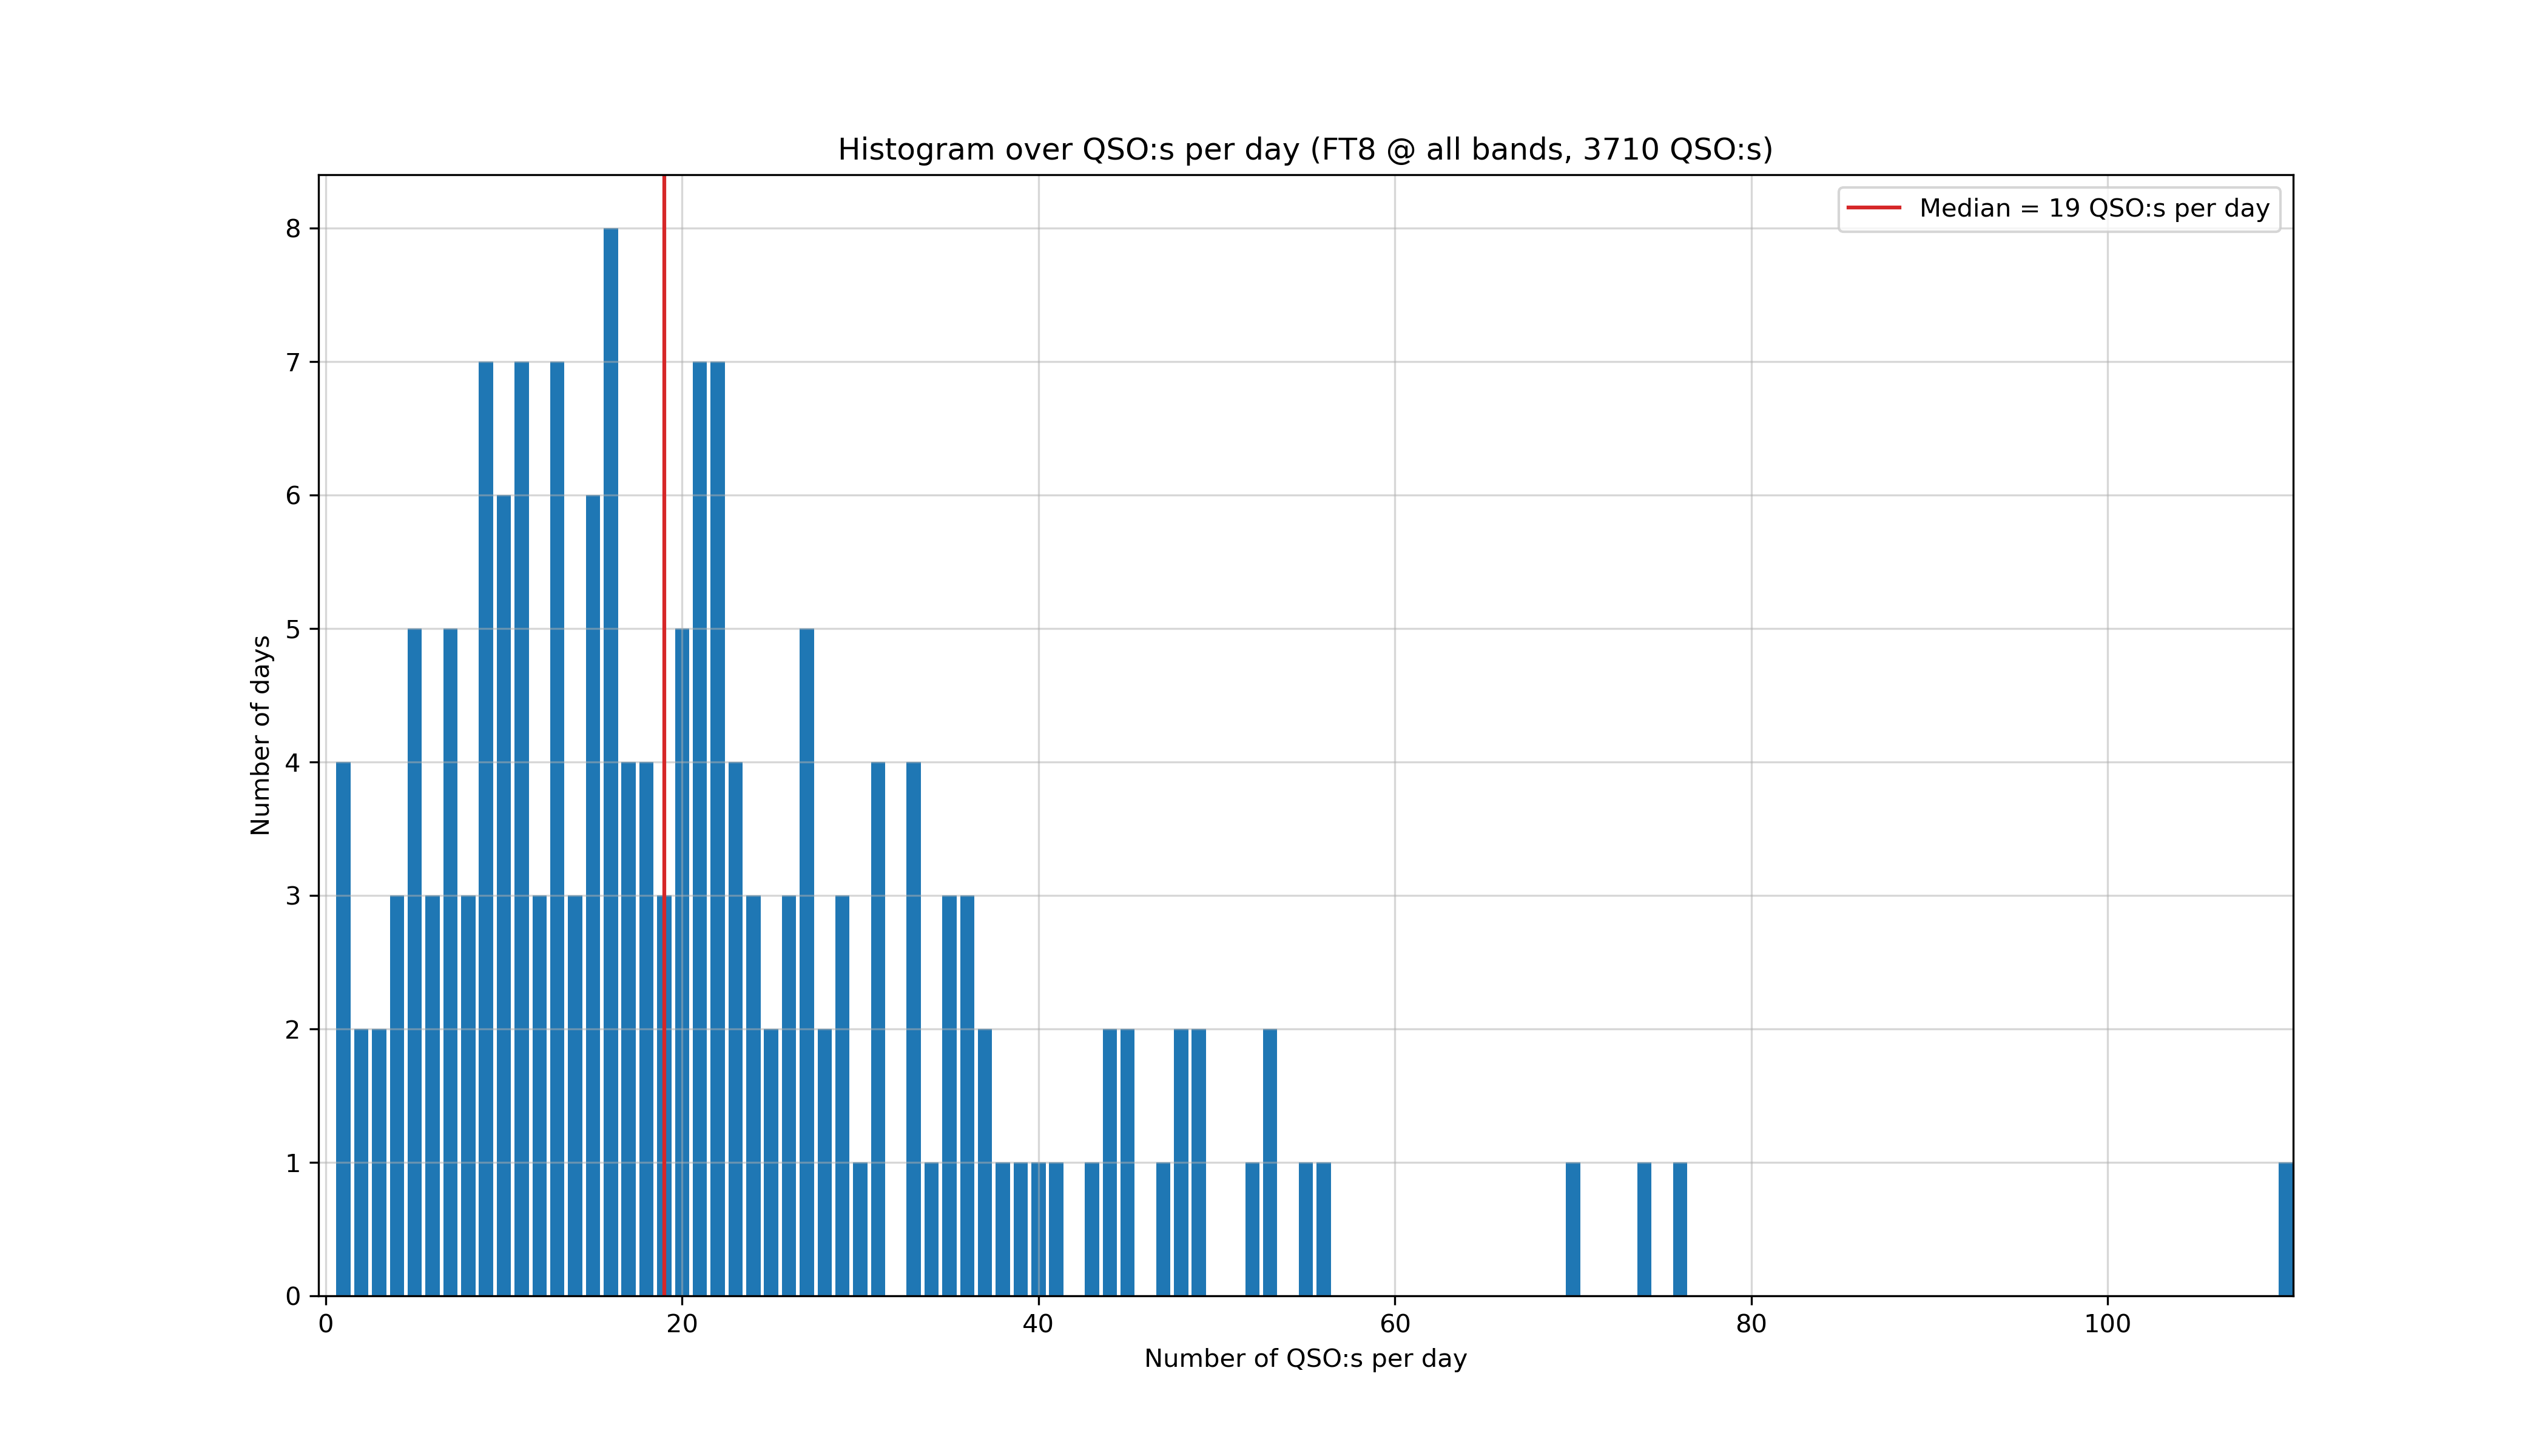 Histogram over QSO:s per day (FT8 @ all bands, 3710 QSO:s)
Median = 19 QSO:s per day
8
7
6
5
4
3
2
1
0
Number of days
0 20 40 60 80 100
Number of QSO:s per day